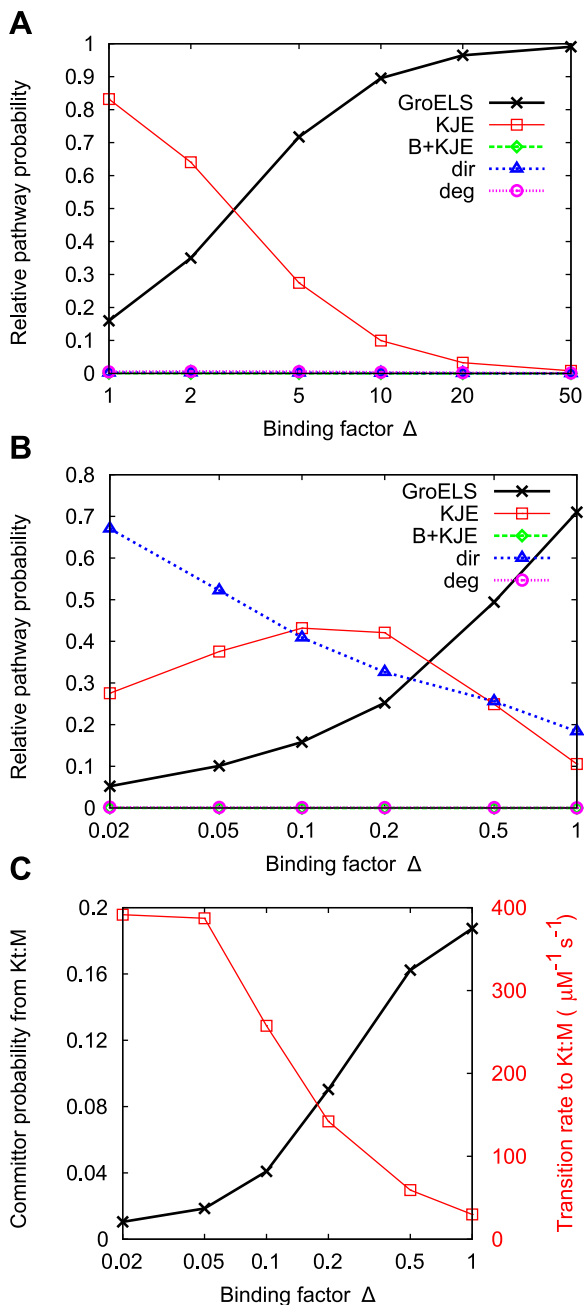 A
Relative pathway probability
1
0.9
0.8
0.7
0.6
0.5
0.4
0.3
0.2
0.1
0
GroELS
KJE
B+KJE
dir
deg
1 2 5 10 20 50
Binding factor Δ
B
Relative pathway probability
0.8
0.7
0.6
0.5
0.4
0.3
0.2
0.1
0
GroELS
KJE
B+KJE
dir
deg
0.02 0.05 0.1 0.2 0.5 1
Binding factor Δ
C
Committor probability from Kt:M
0.2
0.16
0.12
0.08
0.04
0
400
300
200
100
0
Transition rate to Kt:M ( μM⁻¹ s⁻¹)
0.02 0.05 0.1 0.2 0.5 1
Binding factor Δ